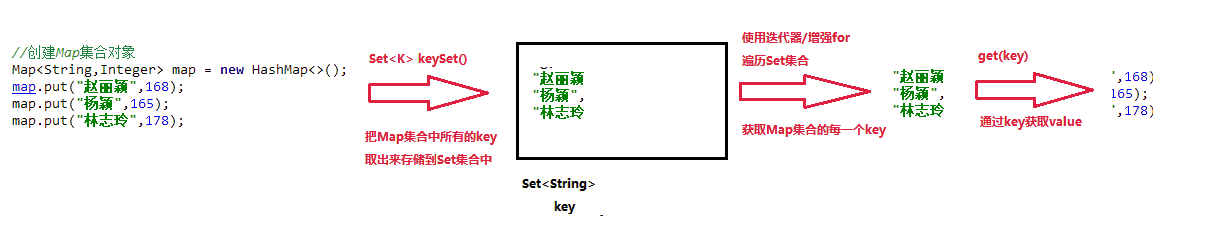 //创建Map集合对象
Map<String,Integer> map = new HashMap<>();
map.put("赵丽颖",168);
map.put("杨颖",165);
map.put("林志玲",178);
Set<K> keySet()
把Map集合中所有的key
取出来存储到Set集合中
"赵丽颖
"杨颖",
"林志玲
Set<String>
key
使用迭代器/增强for
遍历Set集合
获取Map集合的每一个key
"赵丽颖
"杨颖",
"林志玲
get(key)
通过key获取value
",168)
165);
",178)